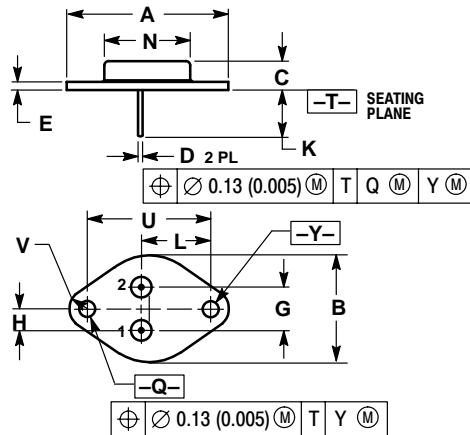 A
N
C
–T– SEATING PLANE
E
K
D 2 PL
⌖ ∅ 0.13 (0.005) Ⓜ T Q Ⓜ Y Ⓜ
U
L
–Y–
V
2
H
1
G
B
–Q–
⌖ ∅ 0.13 (0.005) Ⓜ T Y Ⓜ